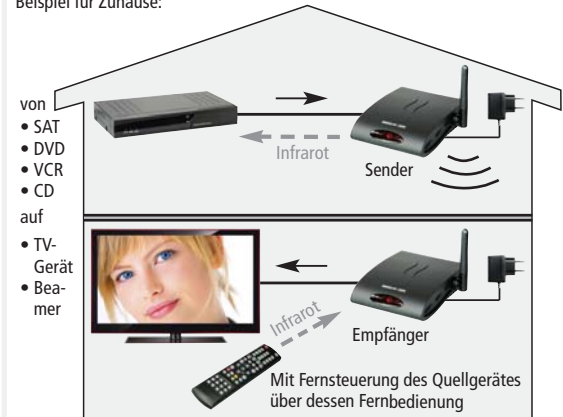 Beispiel für Zuhause:
von
• SAT
• DVD
• VCR
• CD
auf
• TV-
Gerät
• Bea-
mer
Infrarot
Sender
Infrarot
Empfänger
Mit Fernsteuerung des Quellgerätes
über dessen Fernbedienung